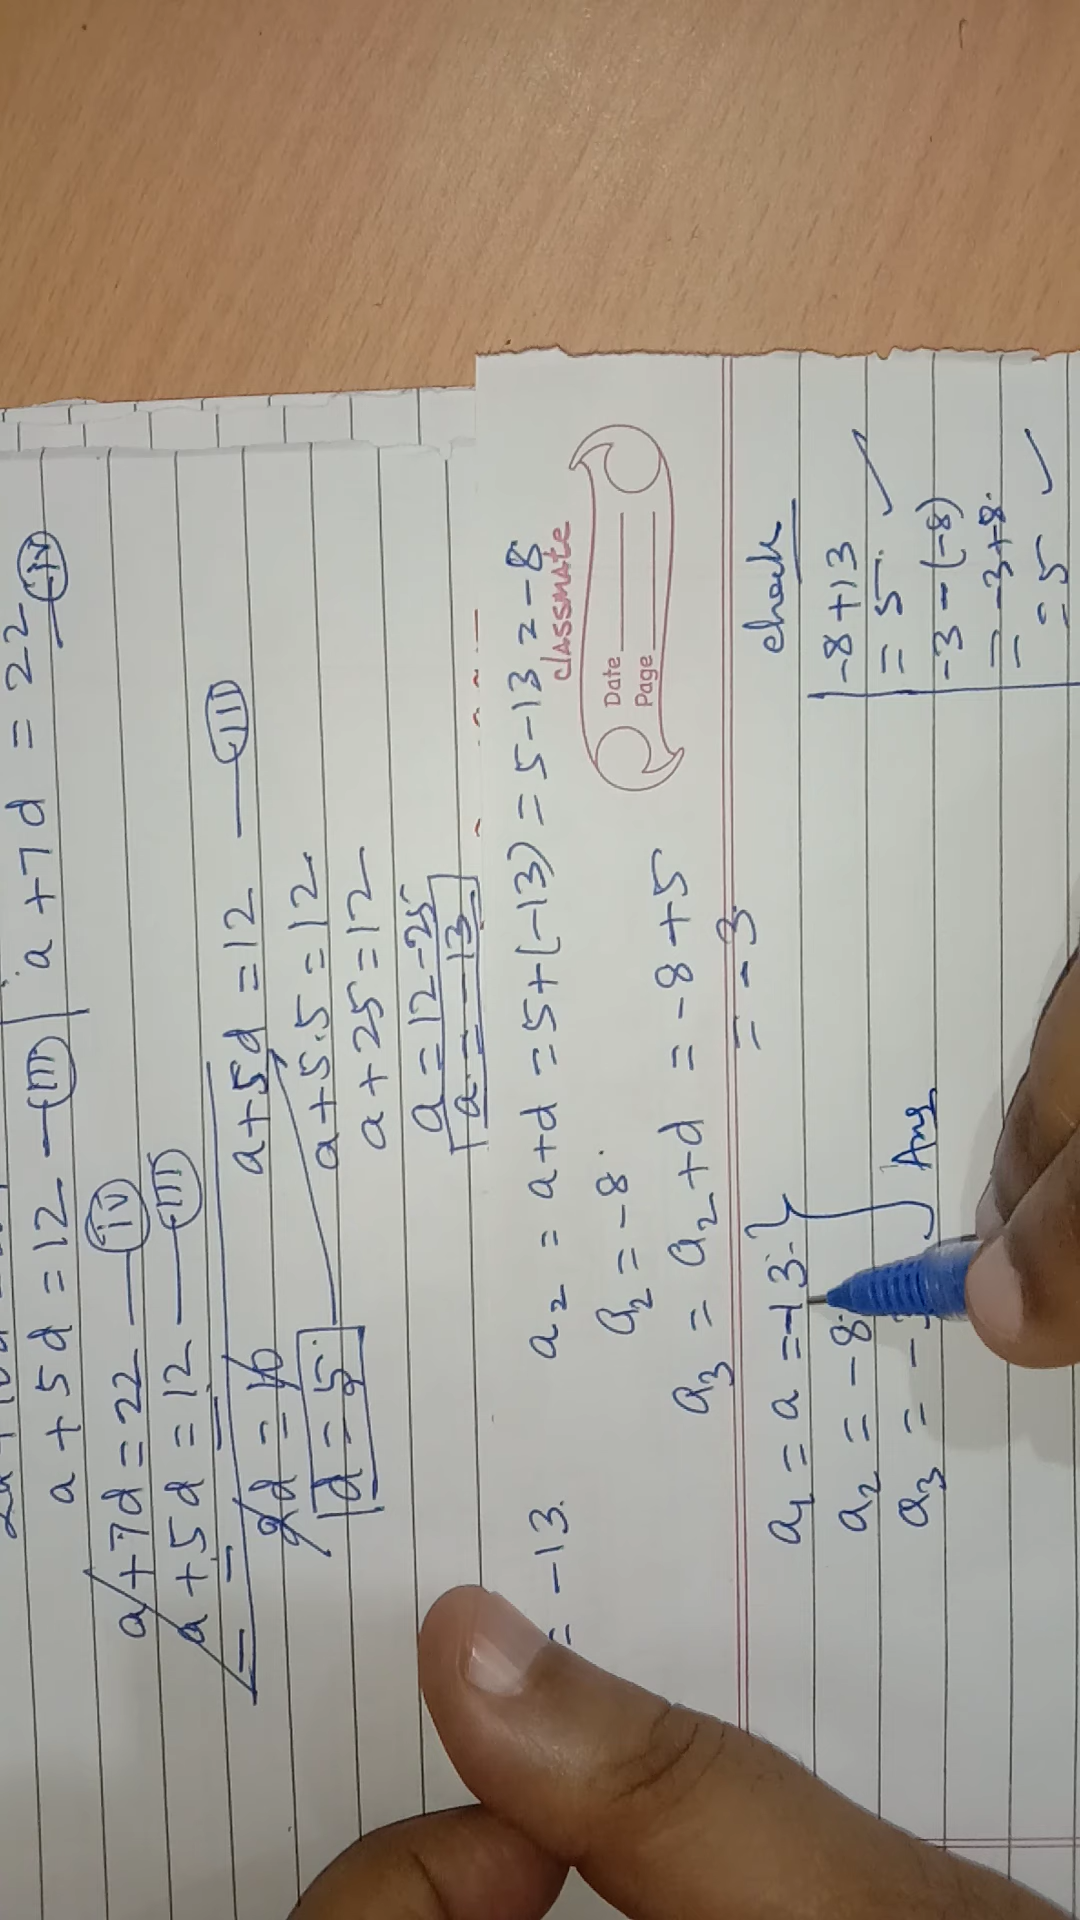 a + 5d = 12 —(iii)
a + 7d = 22 —(iv)
a + 7d = 22 —(iv)
a + 5d = 12 —(iii)
2d = 10
d = 5
a + 5d = 12 —(iii)
a + 5.5 = 12
a + 25 = 12
a = 12 - 25
a = -13
= -13.
a2 = a + d = 5 + (-13) = 5 - 13 = -8
classmate
Date
Page
a2 = -8.
a3 = a2 + d = -8 + 5
= -3
a1 = a = -13.
a2 = -8.
a3 = -
Ans
check
-8 + 13
= 5.
-3 - (-8)
= -3 + 8.
= 5